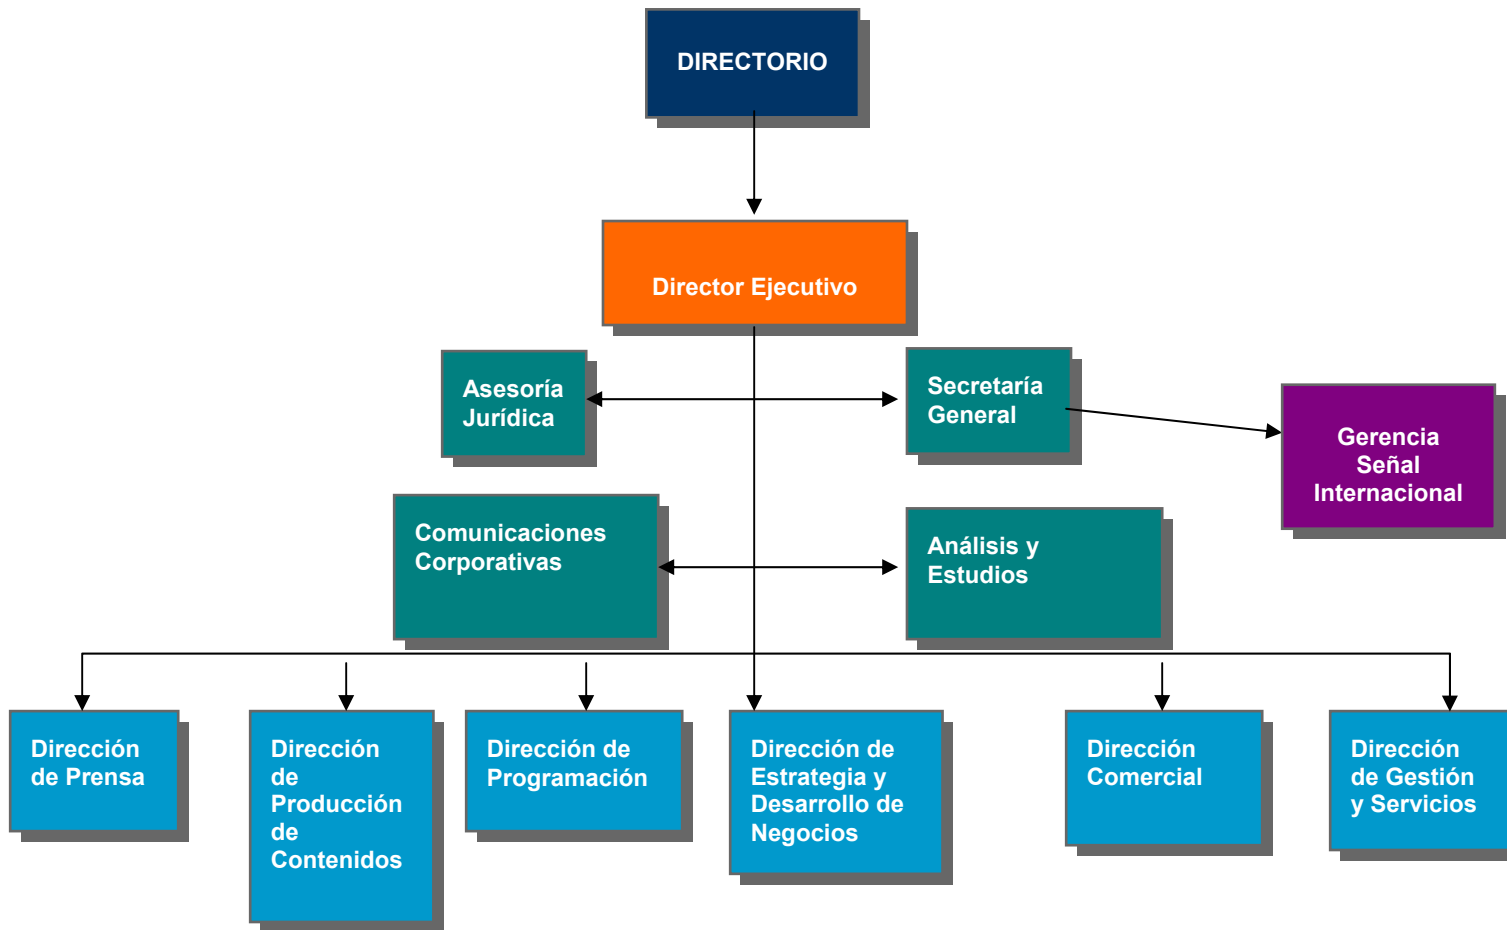 DIRECTORIO
Director Ejecutivo
Asesoría
Jurídica
Secretaría
General
Gerencia
Señal
Internacional
Comunicaciones
Corporativas
Análisis y
Estudios
Dirección
de Prensa
Dirección
de
Producción
de
Contenidos
Dirección de
Programación
Dirección de
Estrategia y
Desarrollo de
Negocios
Dirección
Comercial
Dirección
de Gestión
y Servicios